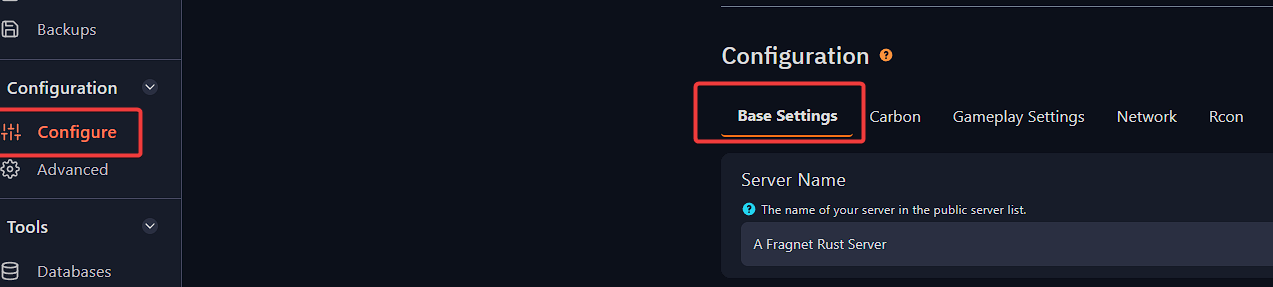 Backups
Configuration
Configure
Advanced
Tools
Databases
Configuration ?
Base Settings Carbon Gameplay Settings Network Rcon
Server Name
? The name of your server in the public server list.
A Fragnet Rust Server